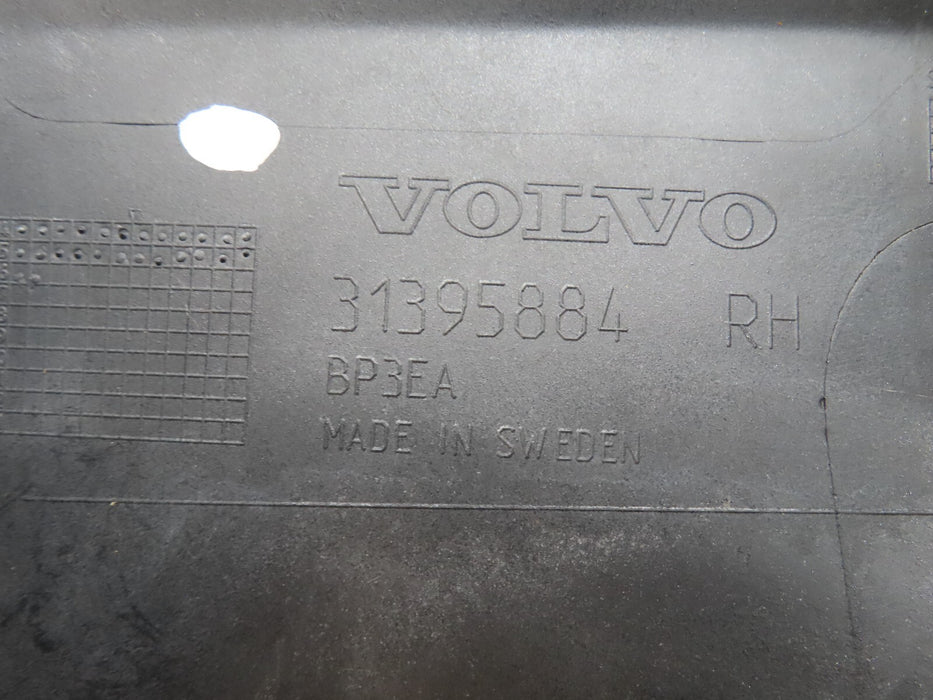 VOLVO
31395884 RH
BP3EA
MADE IN SWEDEN